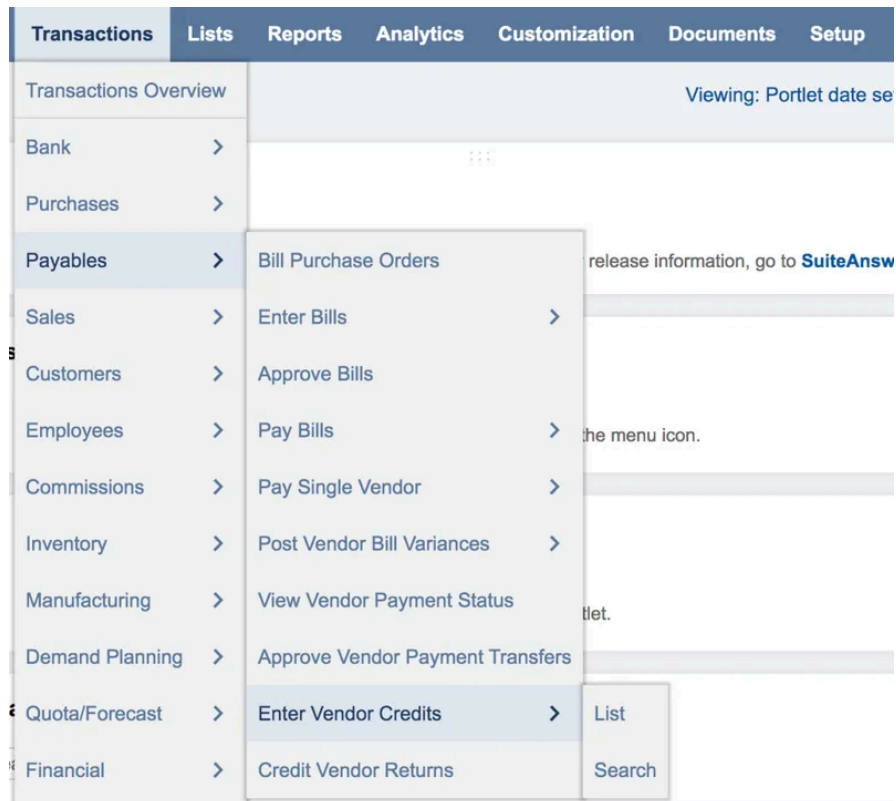 Transactions Lists Reports Analytics Customization Documents Setup
Transactions Overview
Viewing: Portlet date se
Bank
Purchases
Payables
Bill Purchase Orders
release information, go to SuiteAnsw
Sales
Enter Bills
Customers
Approve Bills
Employees
Pay Bills
the menu icon.
Commissions
Pay Single Vendor
Inventory
Post Vendor Bill Variances
Manufacturing
View Vendor Payment Status
tlet.
Demand Planning
Approve Vendor Payment Transfers
Quota/Forecast
Enter Vendor Credits
List
Financial
Credit Vendor Returns
Search